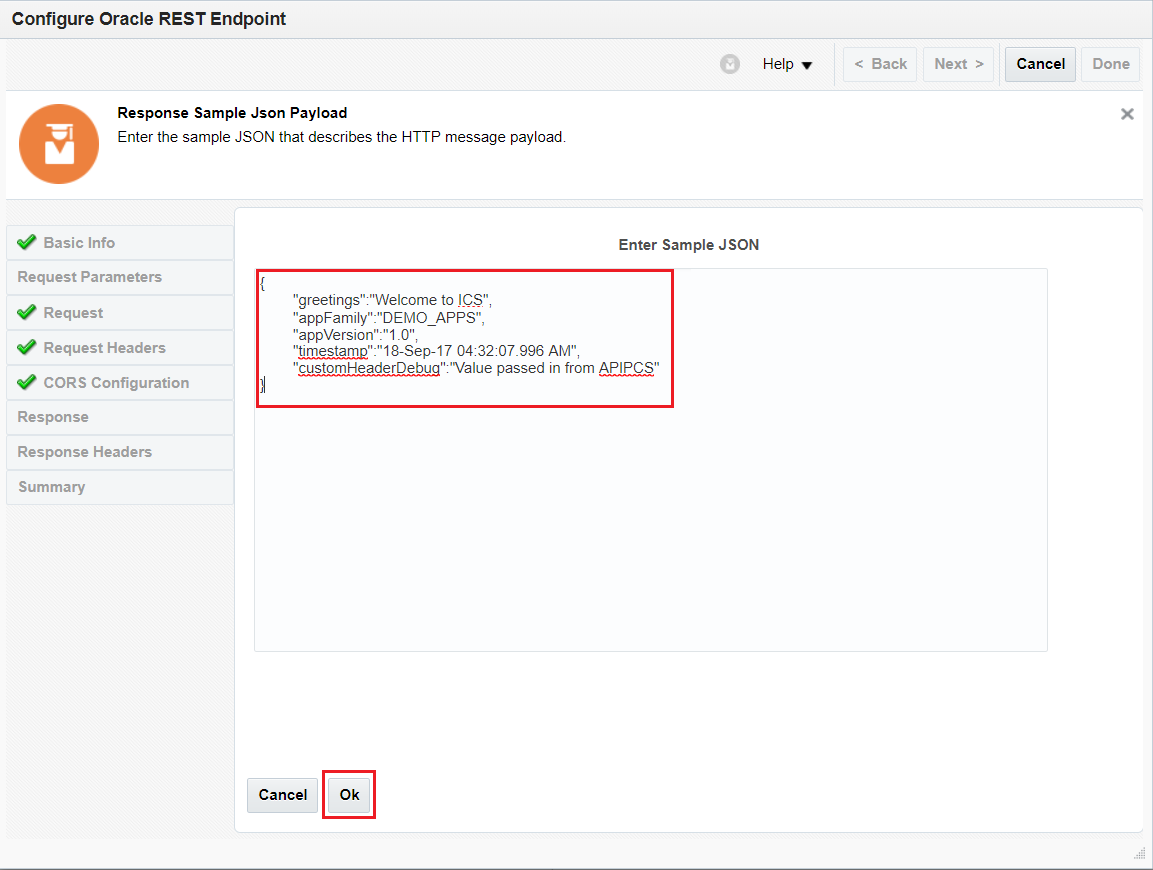 Configure Oracle REST Endpoint
Help
< Back
Next >
Cancel
Done
Response Sample Json Payload
Enter the sample JSON that describes the HTTP message payload.
Basic Info
Request Parameters
Request
Request Headers
CORS Configuration
Response
Response Headers
Summary
Enter Sample JSON
{
"greetings":"Welcome to ICS",
"appFamily":"DEMO_APPS",
"appVersion":"1.0",
"timestamp":"18-Sep-17 04:32:07.996 AM",
"customHeaderDebug":"Value passed in from APIPCS"
}
Cancel
Ok